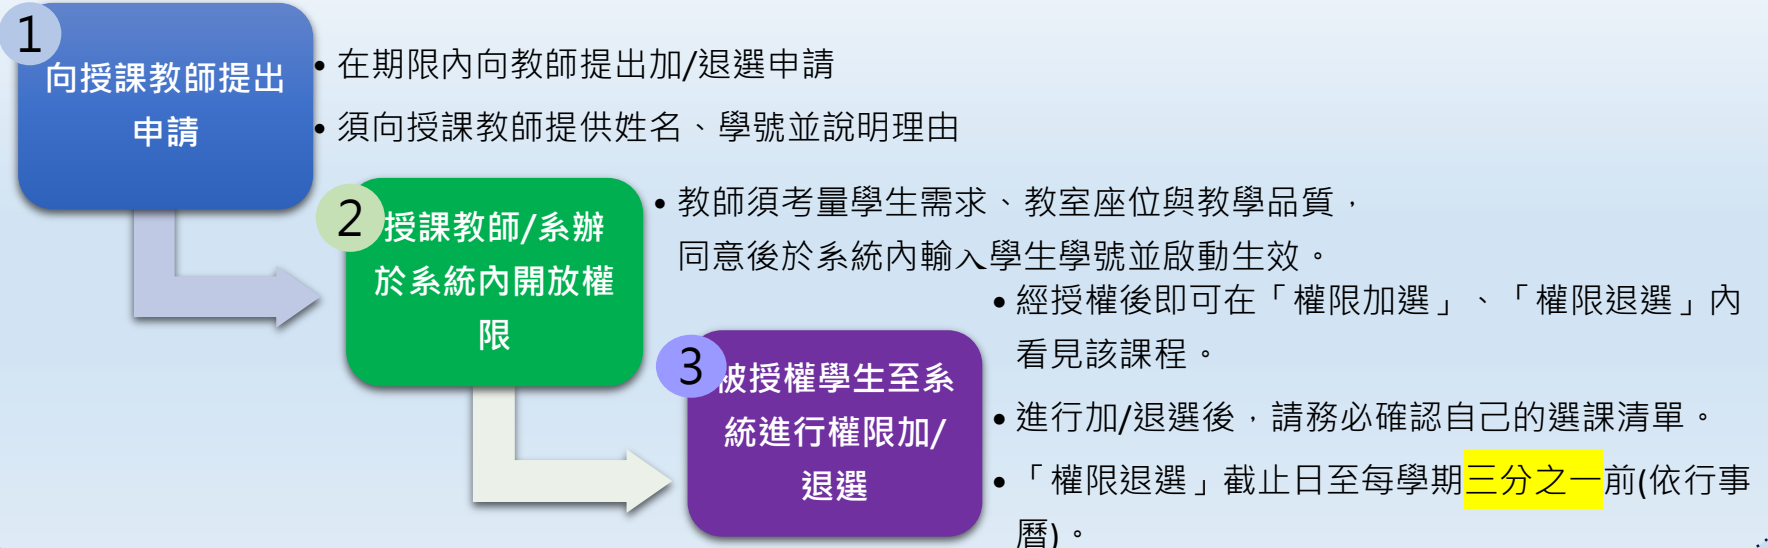 1
向授課教師提出
申請
• 在期限內向教師提出加/退選申請
• 須向授課教師提供姓名、學號並說明理由
2
授課教師/系辦
於系統內開放權
限
• 教師須考量學生需求、教室座位與教學品質，
同意後於系統內輸入學生學號並啟動生效。
3
被授權學生至系
統進行權限加/
退選
• 經授權後即可在「權限加選」、「權限退選」內
看見該課程。
• 進行加/退選後，請務必確認自己的選課清單。
• 「權限退選」截止日至每學期三分之一前(依行事
曆)。